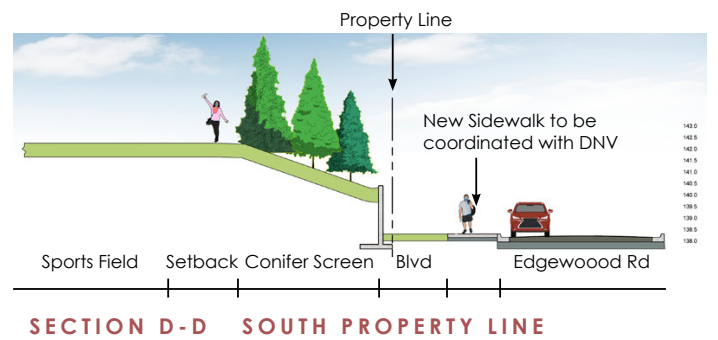 Property Line
New Sidewalk to be
coordinated with DNV
143.0
142.5
142.0
141.5
141.0
140.5
140.0
139.5
139.0
138.5
138.0
Sports Field Setback Conifer Screen Blvd Edgewoood Rd
SECTION D-D SOUTH PROPERTY LINE